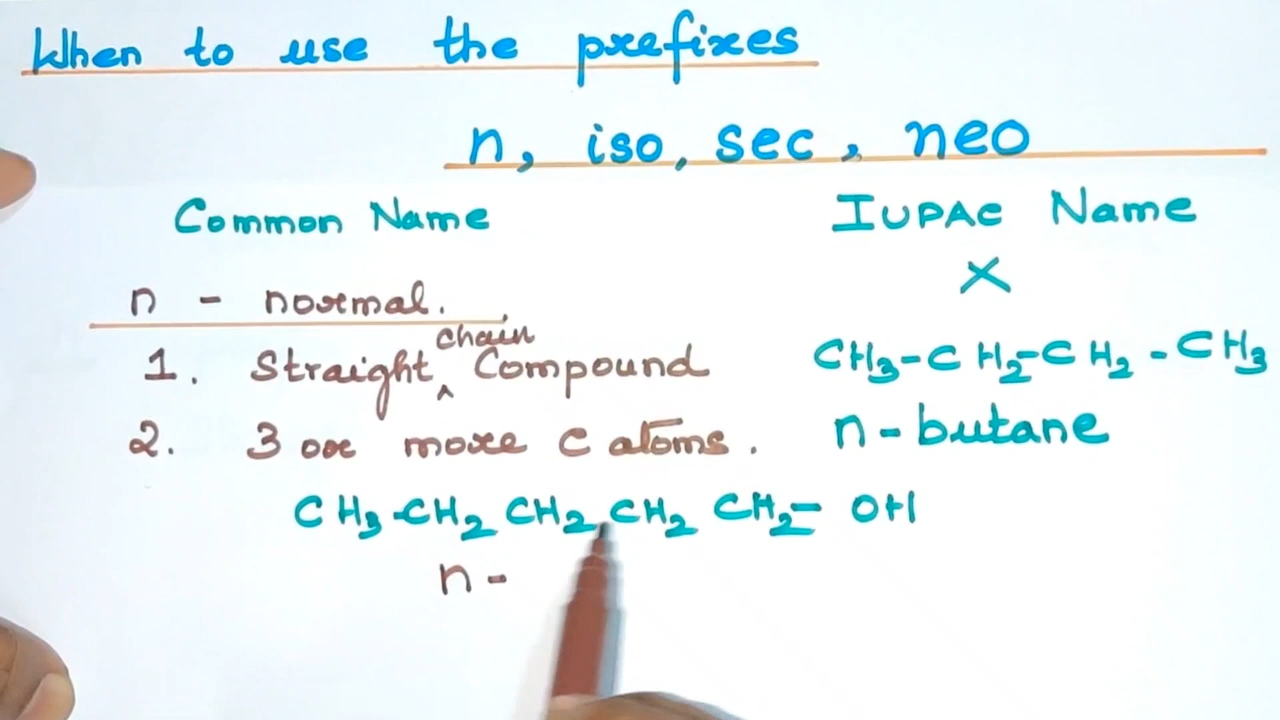 When to use the prefixes
n, iso, sec, neo
Common Name
IUPAC Name
X
n - normal.
1. Straight ^ chain Compound
2. 3 or more C atoms.
CH3-CH2-CH2-CH3
n-butane
CH3-CH2 CH2 CH2 CH2- OH
n-